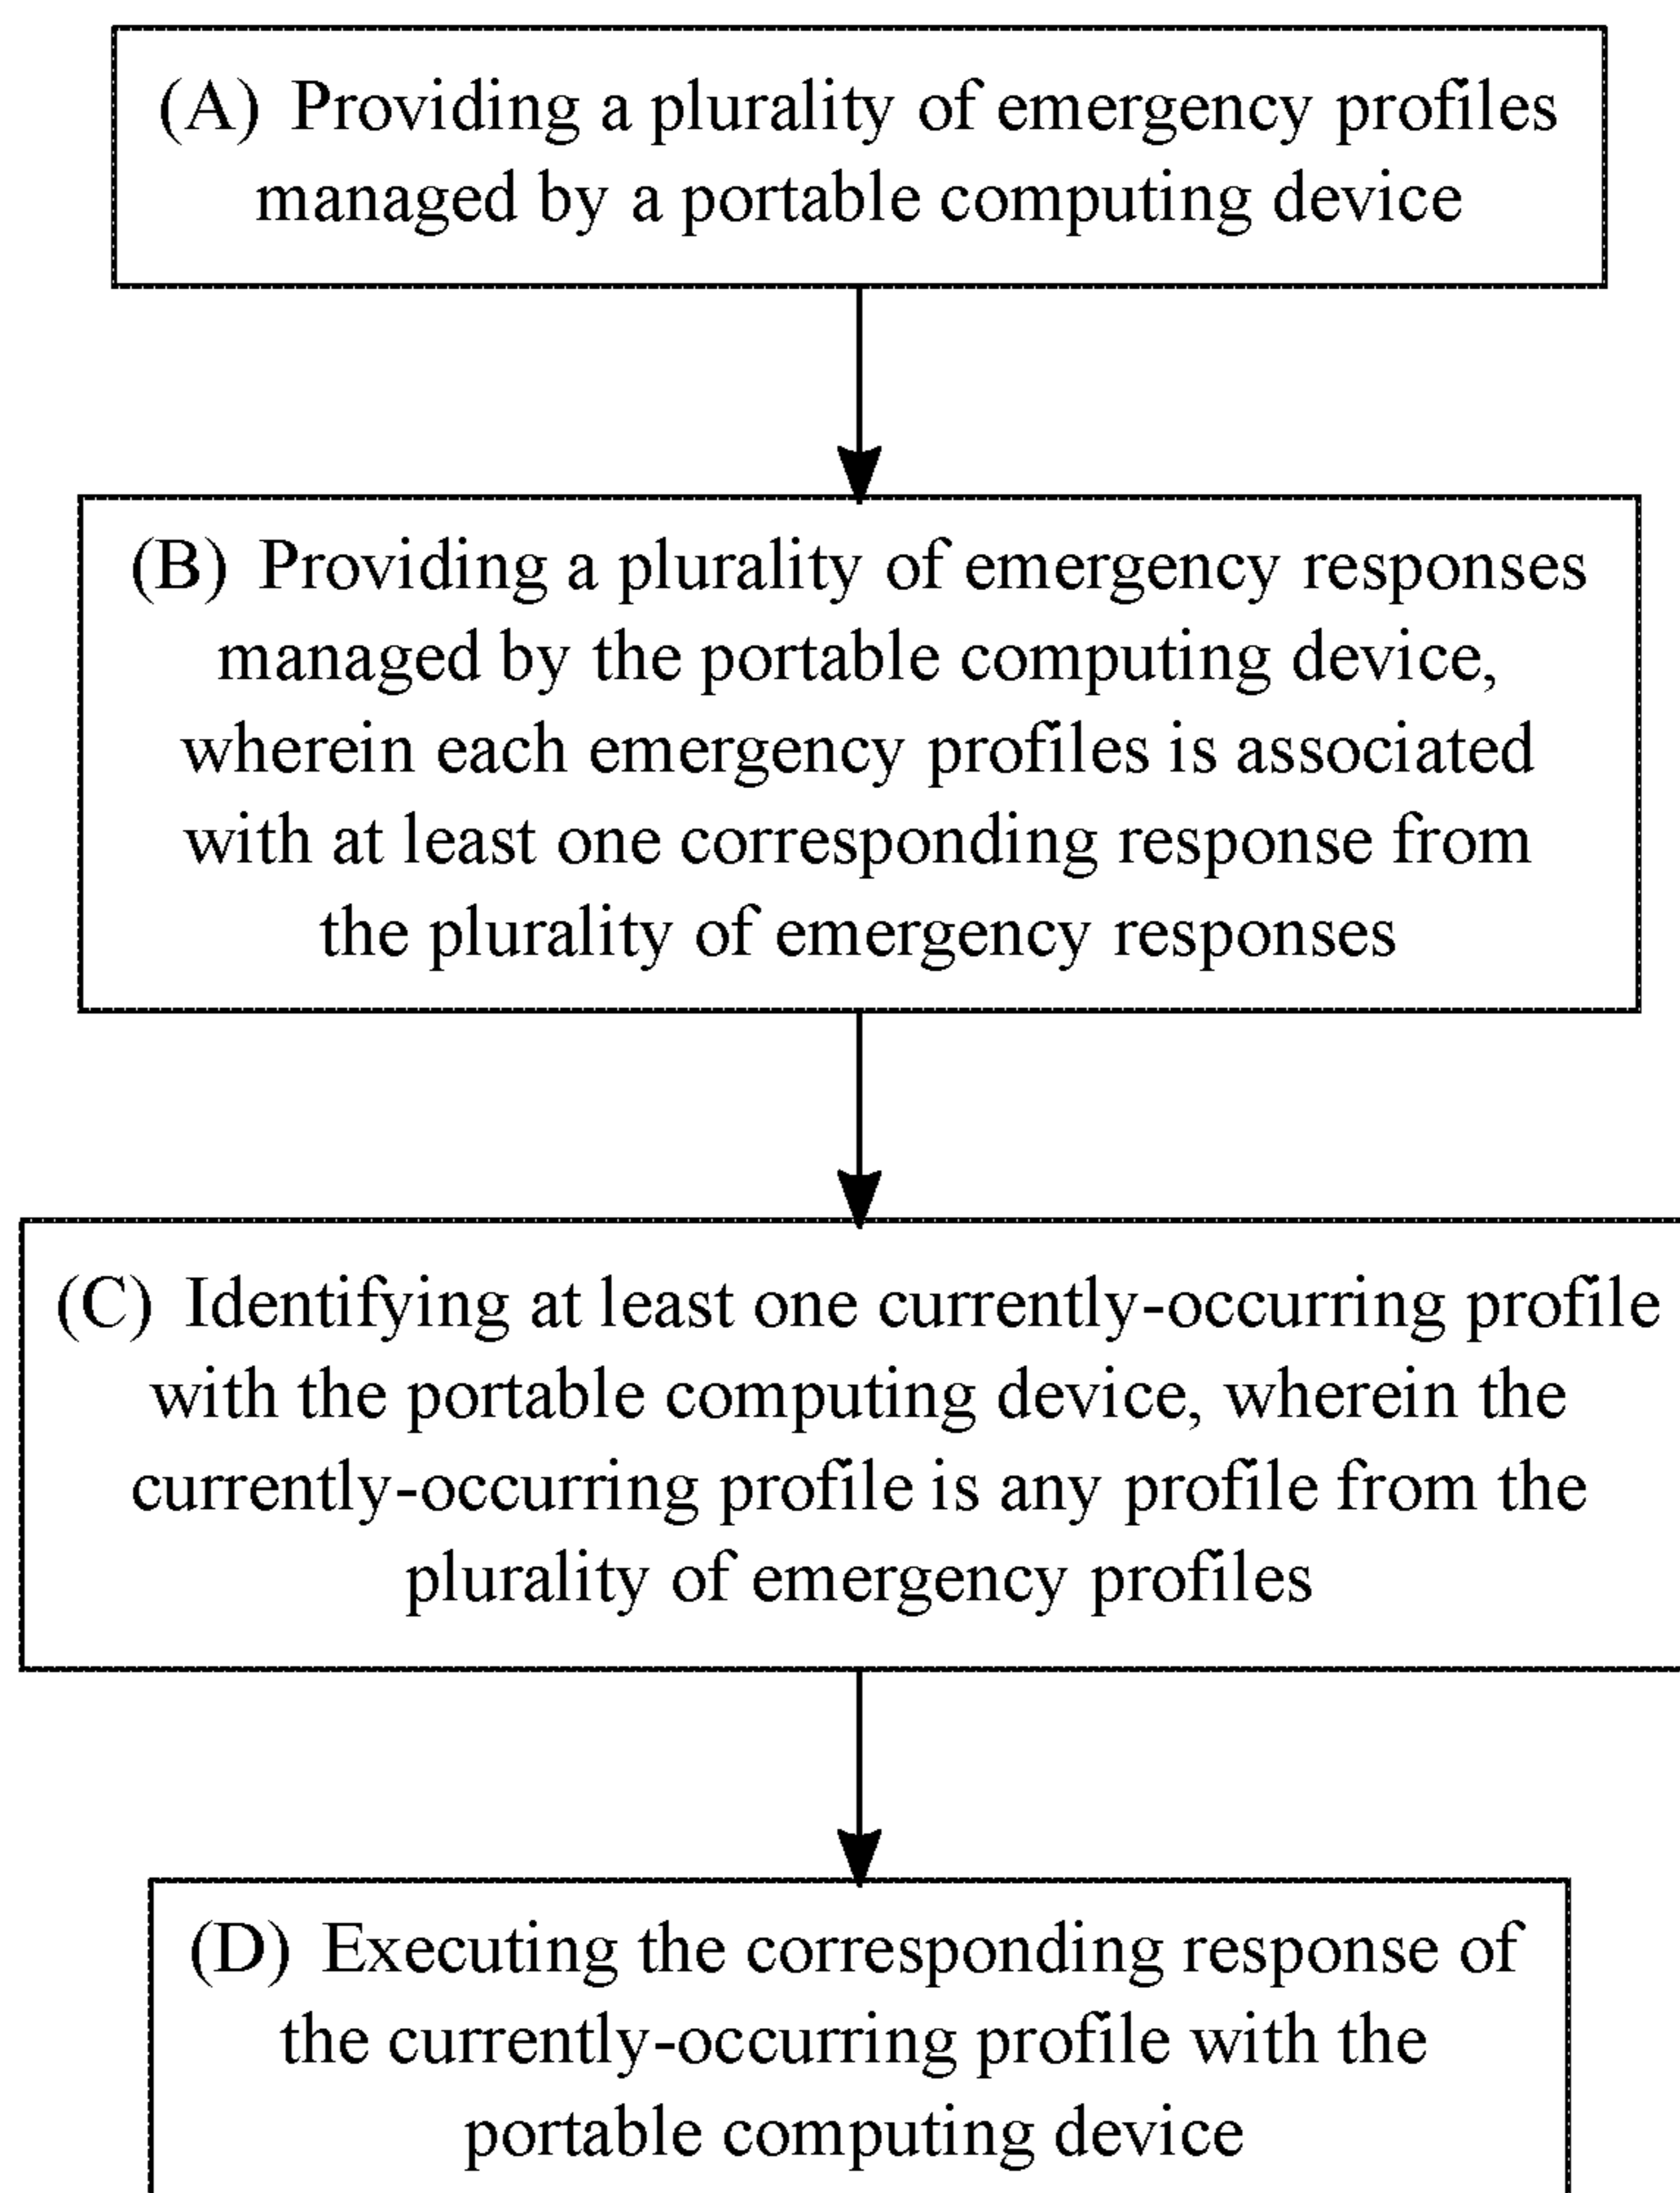 (A) Providing a plurality of emergency profiles
managed by a portable computing device
(B) Providing a plurality of emergency responses
managed by the portable computing device,
wherein each emergency profiles is associated
with at least one corresponding response from
the plurality of emergency responses
(C) Identifying at least one currently-occurring profile
with the portable computing device, wherein the
currently-occurring profile is any profile from the
plurality of emergency profiles
(D) Executing the corresponding response of
the currently-occurring profile with the
portable computing device